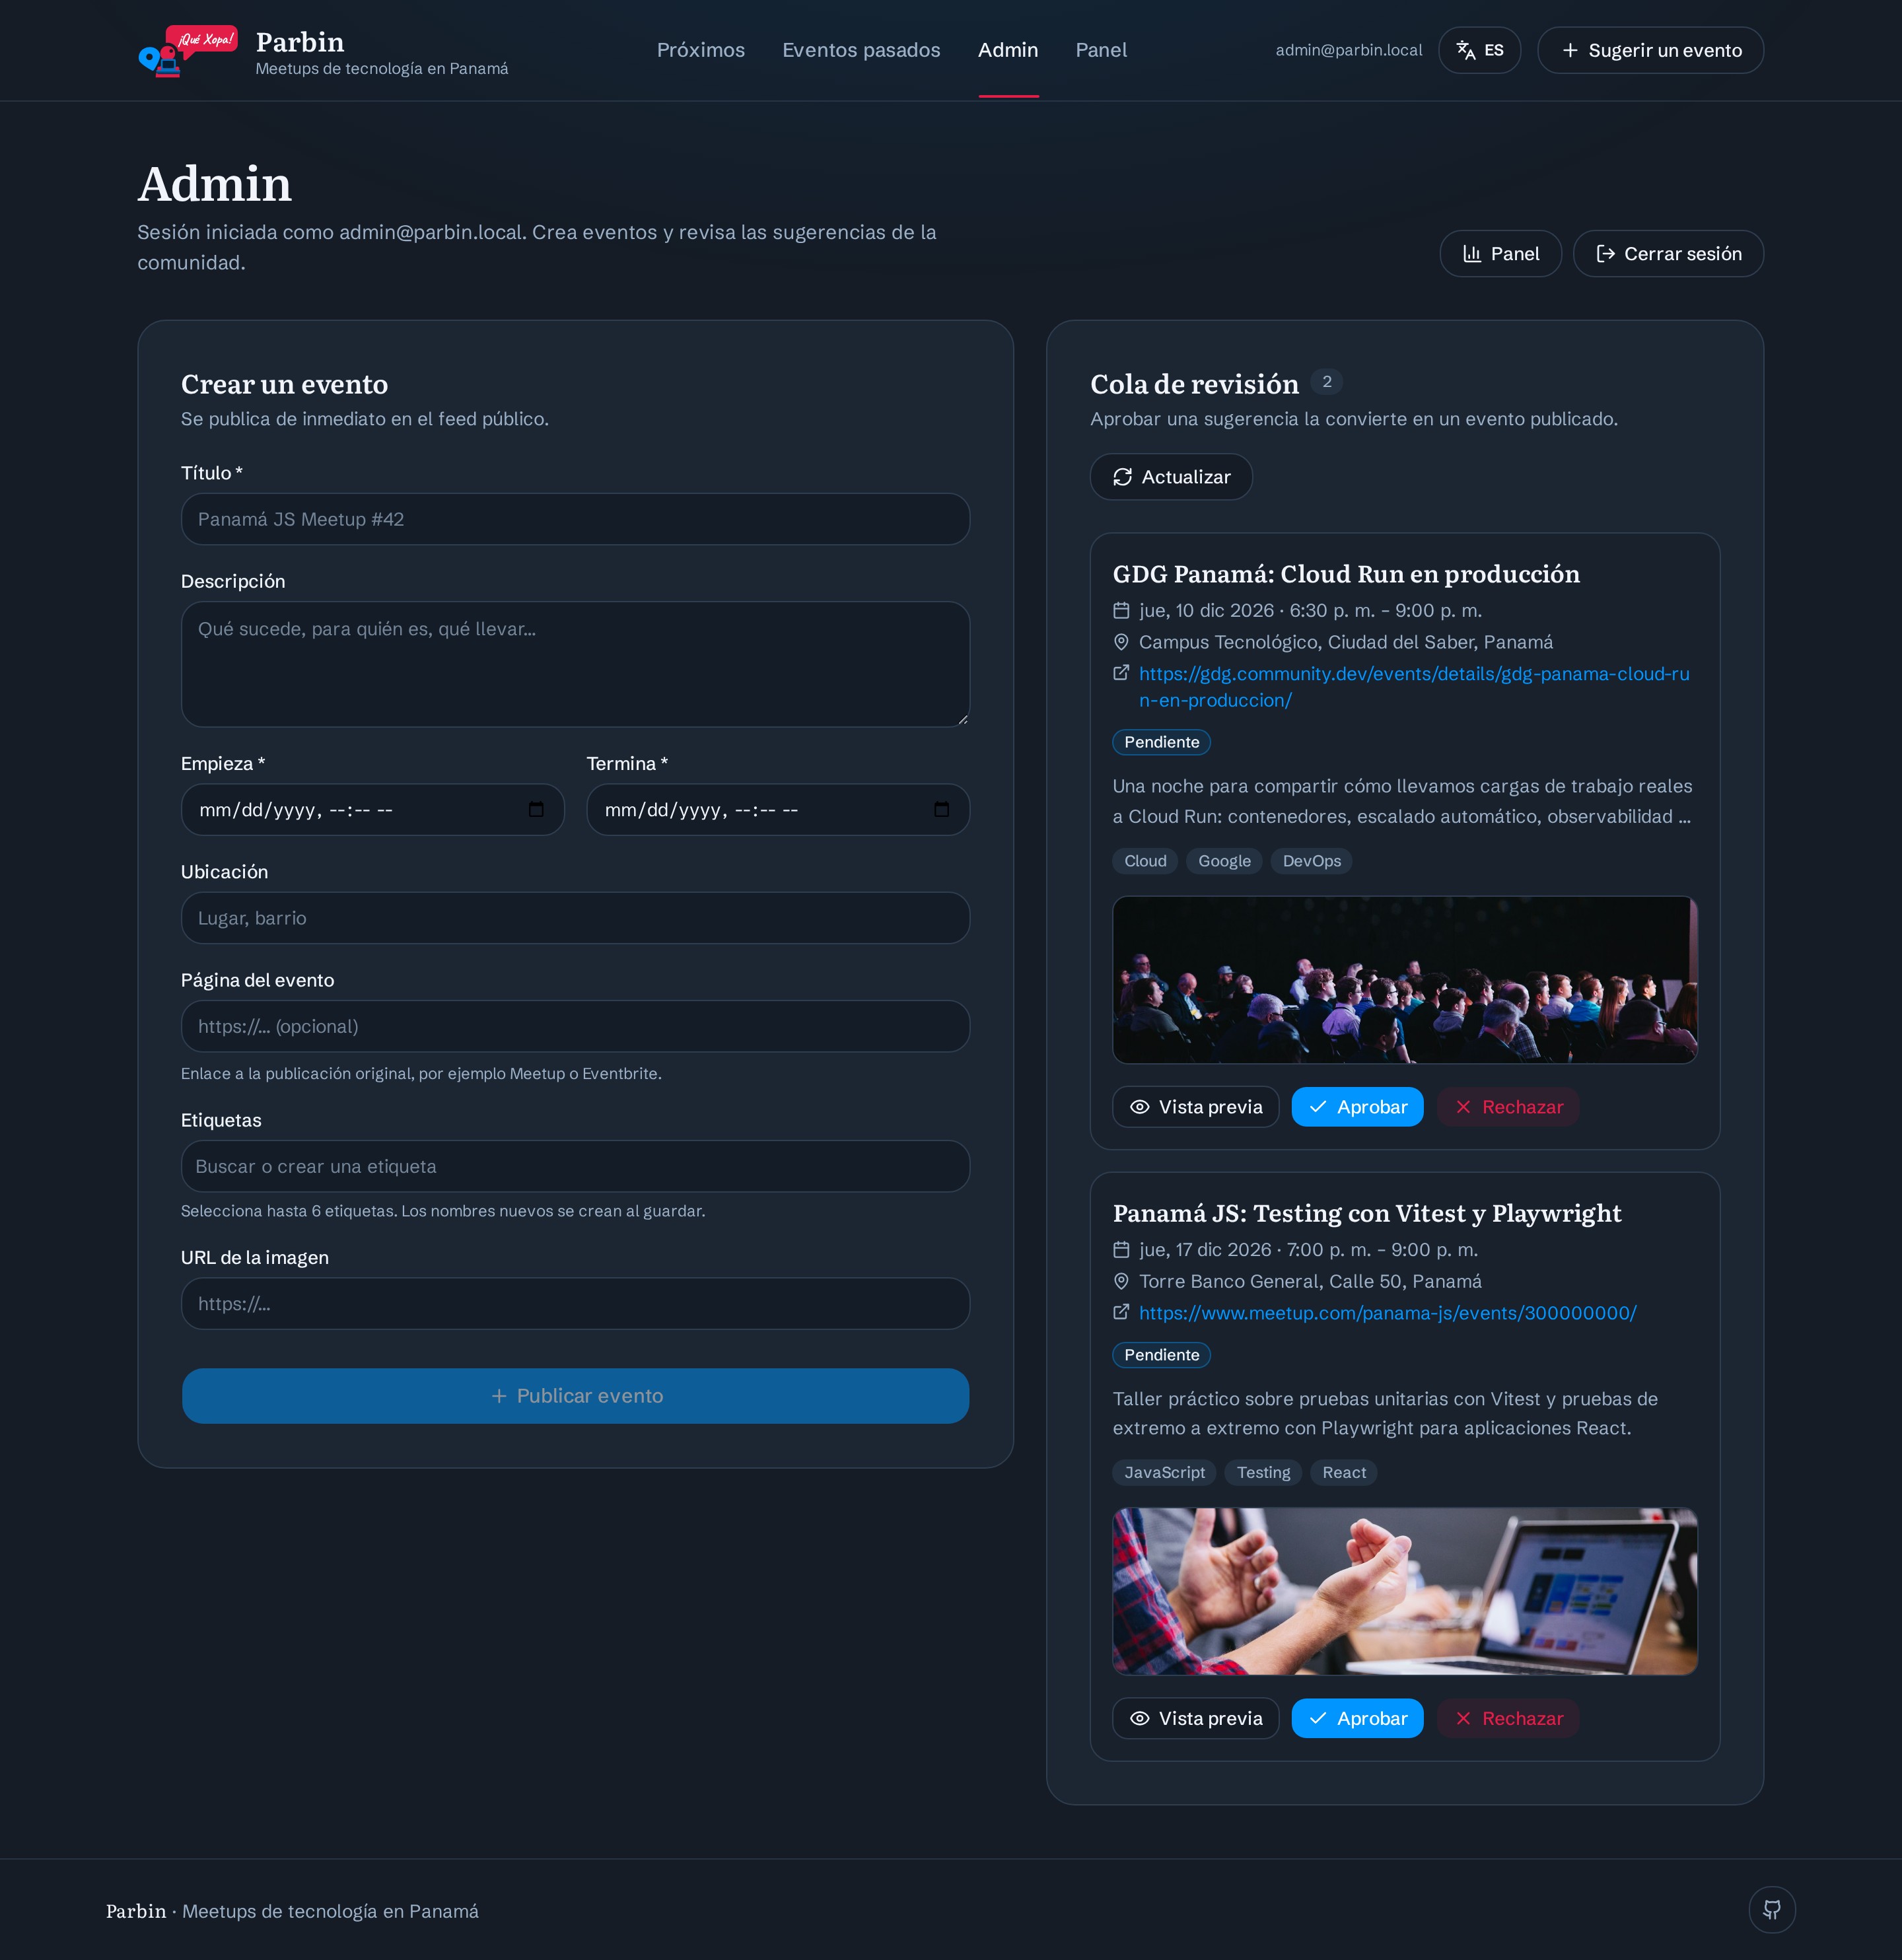 ¡Qué Xopa!
Parbin
Meetups de tecnología en Panamá
Próximos
Eventos pasados
Admin
Panel
admin@parbin.local
ES
Sugerir un evento
Admin
Sesión iniciada como admin@parbin.local. Crea eventos y revisa las sugerencias de la
comunidad.
Panel
Cerrar sesión
Crear un evento
Se publica de inmediato en el feed público.
Título *
Panamá JS Meetup #42
Descripción
Qué sucede, para quién es, qué llevar...
Empieza *
Termina *
mm/dd/yyyy, --:-- --
mm/dd/yyyy, --:-- --
Ubicación
Lugar, barrio
Página del evento
https://... (opcional)
Enlace a la publicación original, por ejemplo Meetup o Eventbrite.
Etiquetas
Buscar o crear una etiqueta
Selecciona hasta 6 etiquetas. Los nombres nuevos se crean al guardar.
URL de la imagen
https://...
Publicar evento
Cola de revisión 2
Aprobar una sugerencia la convierte en un evento publicado.
Actualizar
GDG Panamá: Cloud Run en producción
jue, 10 dic 2026 · 6:30 p. m. – 9:00 p. m.
Campus Tecnológico, Ciudad del Saber, Panamá
https://gdg.community.dev/events/details/gdg-panama-cloud-ru
n-en-produccion/
Pendiente
Una noche para compartir cómo llevamos cargas de trabajo reales
a Cloud Run: contenedores, escalado automático, observabilidad ...
Cloud
Google
DevOps
Vista previa
Aprobar
Rechazar
Panamá JS: Testing con Vitest y Playwright
jue, 17 dic 2026 · 7:00 p. m. – 9:00 p. m.
Torre Banco General, Calle 50, Panamá
https://www.meetup.com/panama-js/events/300000000/
Pendiente
Taller práctico sobre pruebas unitarias con Vitest y pruebas de
extremo a extremo con Playwright para aplicaciones React.
JavaScript
Testing
React
Vista previa
Aprobar
Rechazar
Parbin · Meetups de tecnología en Panamá